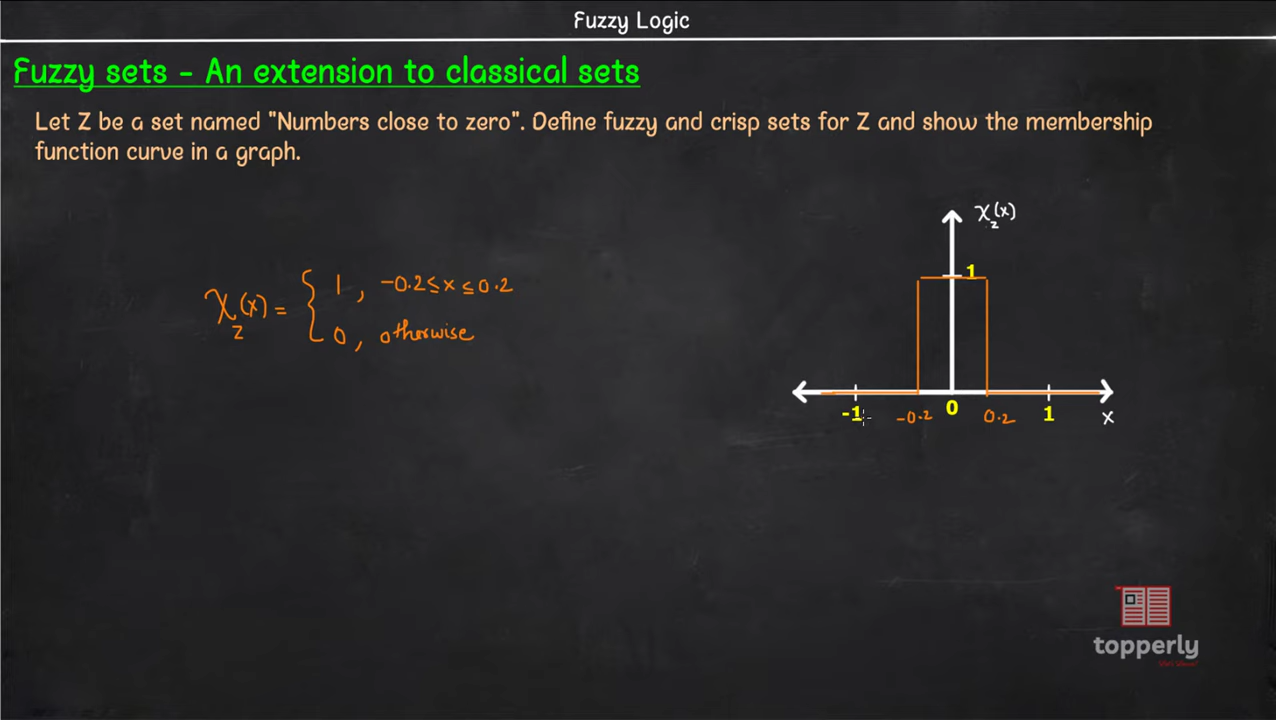 Fuzzy Logic
Fuzzy sets - An extension to classical sets
Let Z be a set named "Numbers close to zero". Define fuzzy and crisp sets for Z and show the membership
function curve in a graph.
χ_z(x)
1
χ_z(x) = { 1, -0.2 ≤ x ≤ 0.2
0, otherwise
-1 -0.2 0 0.2 1 x
topperly